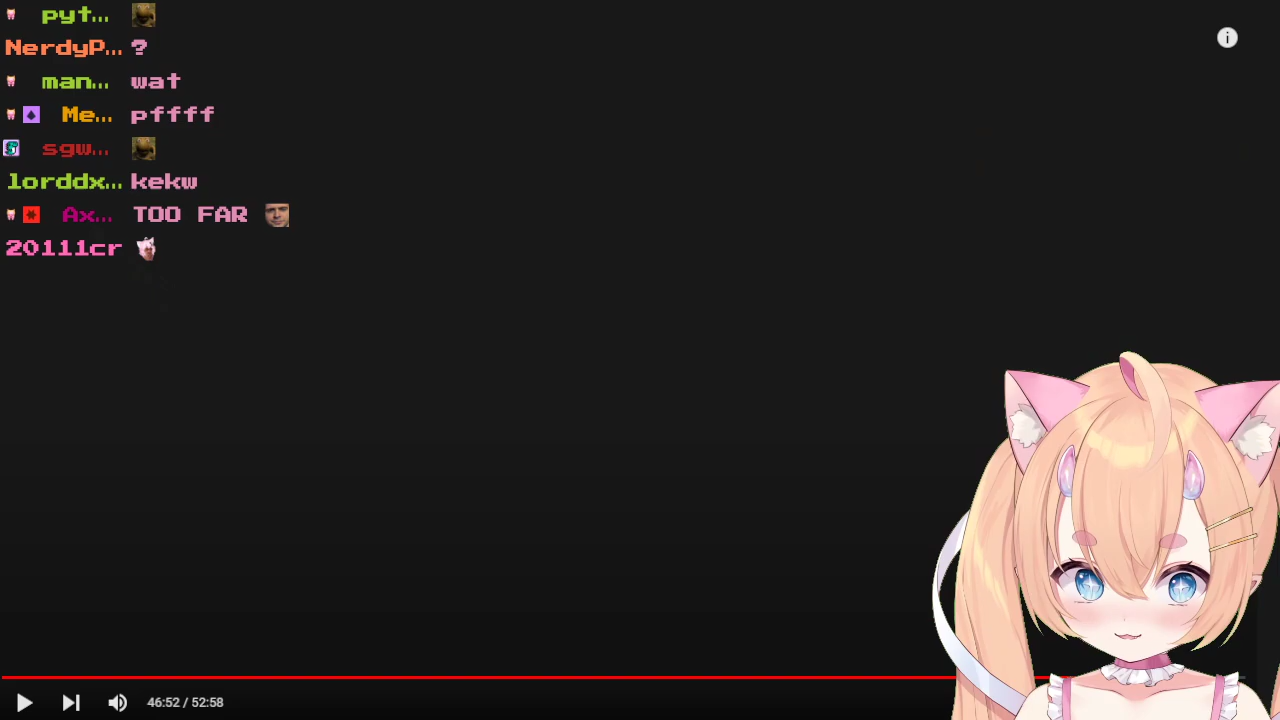 pyt...
NerdyP... ?
man... wat
Me... pffff
sgw...
lorddx... kekw
Ax... TOO FAR
20111cr
46:52 / 52:58